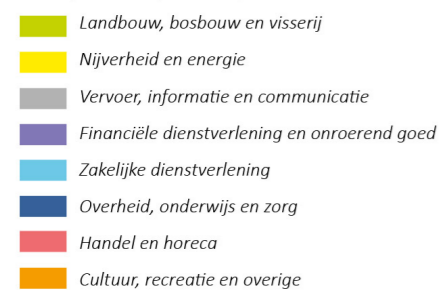 Landbouw, bosbouw en visserij
Nijverheid en energie
Vervoer, informatie en communicatie
Financiële dienstverlening en onroerend goed
Zakelijke dienstverlening
Overheid, onderwijs en zorg
Handel en horeca
Cultuur, recreatie en overige